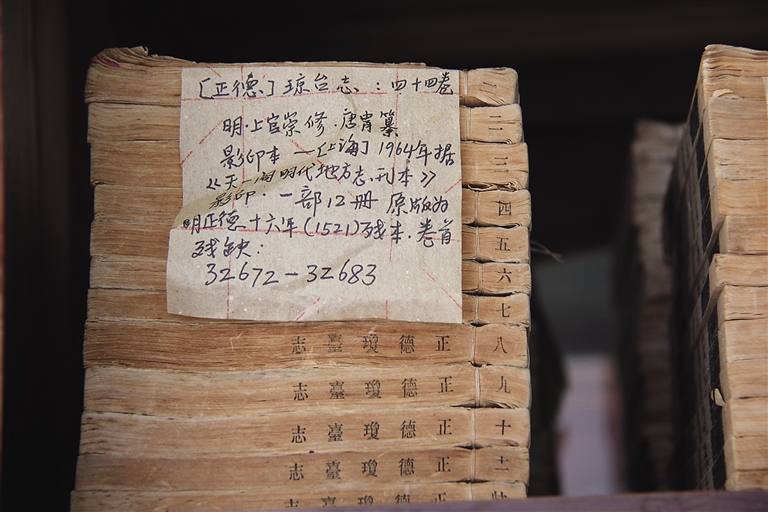 [正德] 琼台志：四十四卷
明·上官崇修.唐胄纂
影印本—[上海] 1964年据
《天一阁明代地方志.刊本》
影印.一部12册 原版为
明正德十六年(1521)残本.卷首
残缺：
32672-32683
一
二
三
四
五
六
七
八 正德瓊臺志
九 正德瓊臺志
十 正德瓊臺志
十一 正德瓊臺志
正德瓊臺志